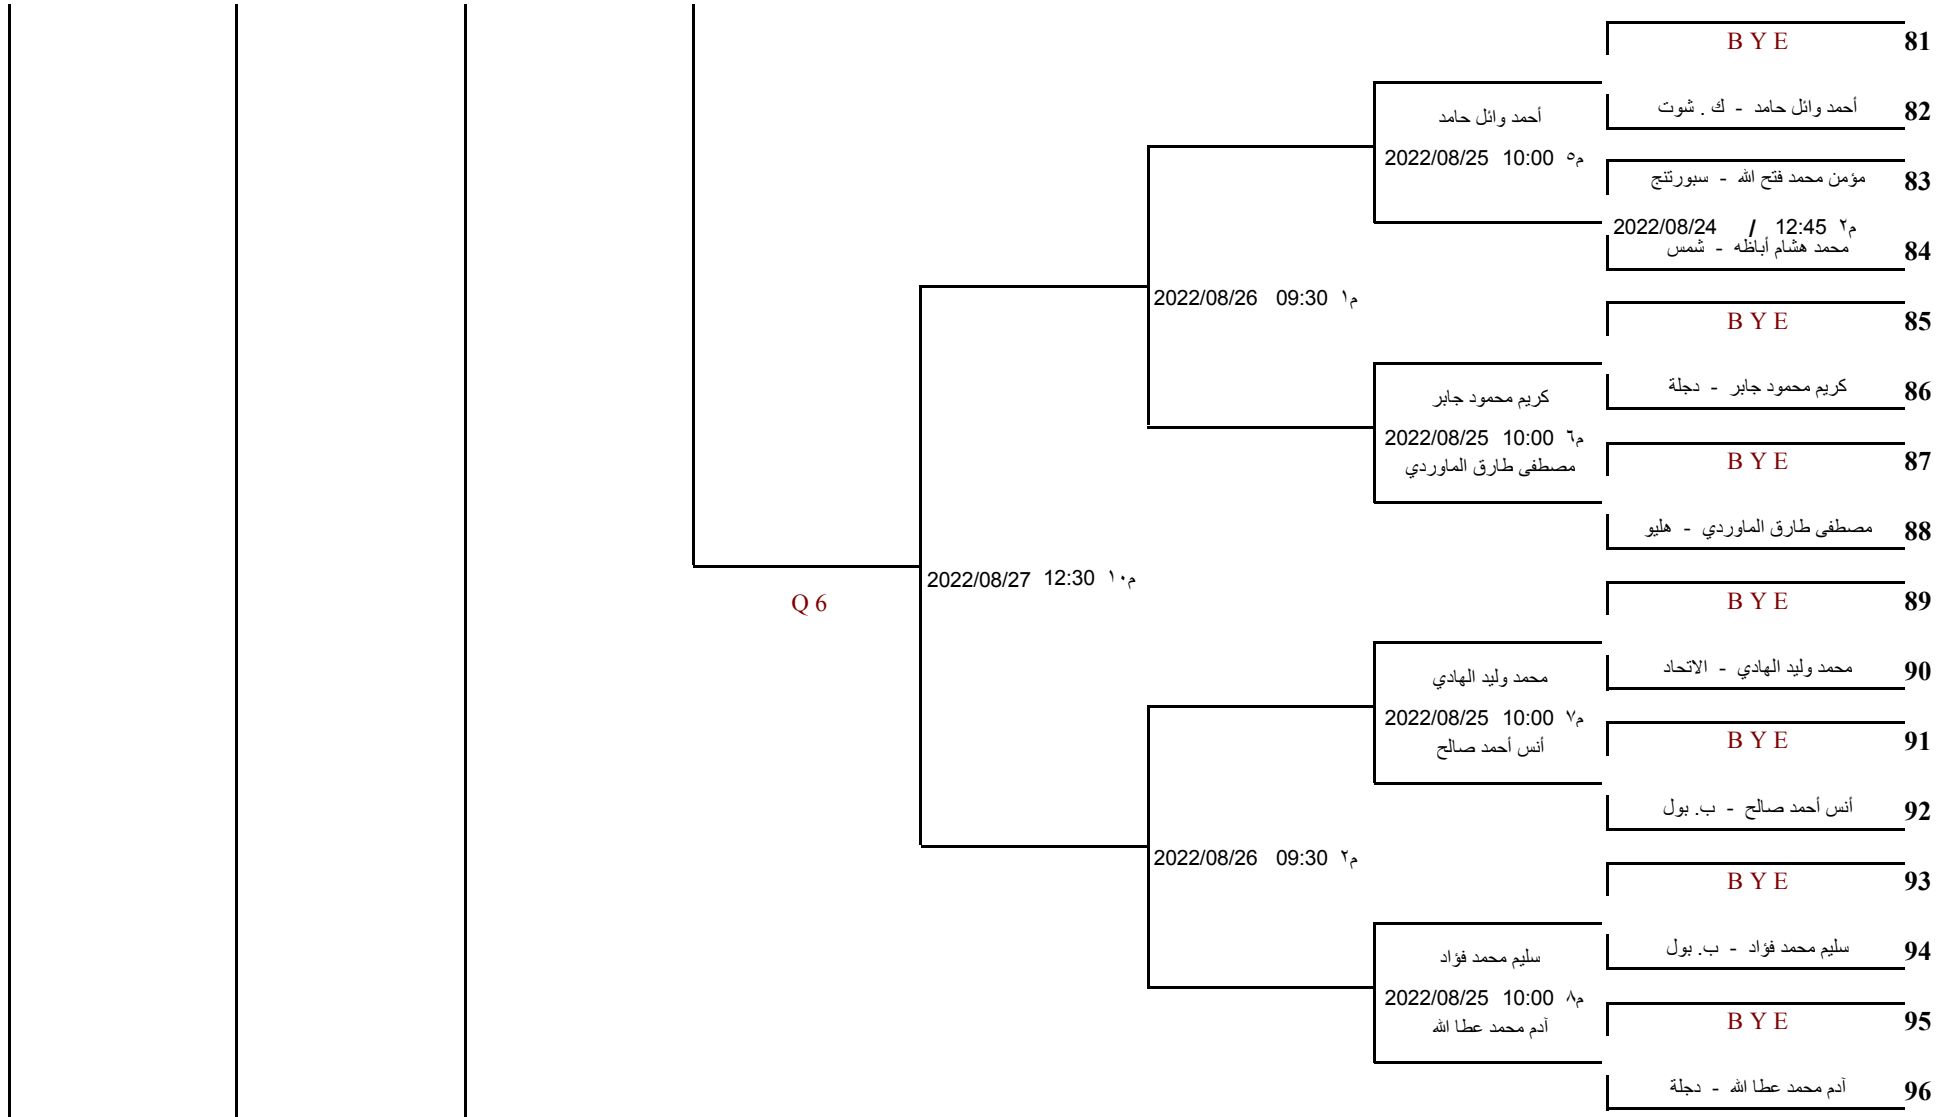 B Y E 81
أحمد وائل حامد - ك . شوت 82
أحمد وائل حامد
2022/08/25 10:00 م٥
مؤمن محمد فتح الله - سبورتنج 83
2022/08/24 / 12:45 م٢
محمد هشام أباظه - شمس 84
2022/08/26 09:30 م١
B Y E 85
كريم محمود جابر - دجلة 86
كريم محمود جابر
2022/08/25 10:00 م٦
مصطفى طارق الماوردي
B Y E 87
مصطفى طارق الماوردي - هليو 88
2022/08/27 12:30 م١٠
Q 6
B Y E 89
محمد وليد الهادي - الاتحاد 90
محمد وليد الهادي
2022/08/25 10:00 م٧
أنس أحمد صالح
B Y E 91
أنس أحمد صالح - ب. بول 92
2022/08/26 09:30 م٢
B Y E 93
سليم محمد فؤاد - ب. بول 94
سليم محمد فؤاد
2022/08/25 10:00 م٨
آدم محمد عطا الله
B Y E 95
آدم محمد عطا الله - دجلة 96